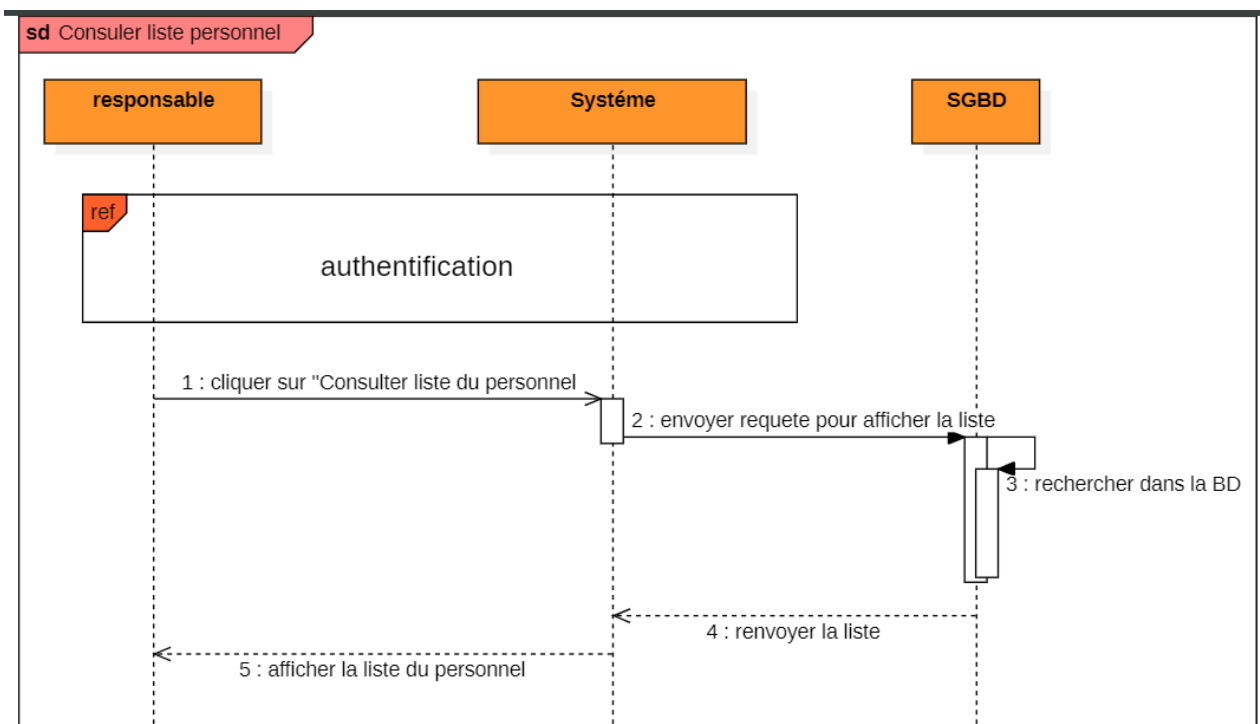 sd Consuler liste personnel
responsable
Systéme
SGBD
ref
authentification
1 : cliquer sur "Consulter liste du personnel
2 : envoyer requete pour afficher la liste
3 : rechercher dans la BD
4 : renvoyer la liste
5 : afficher la liste du personnel